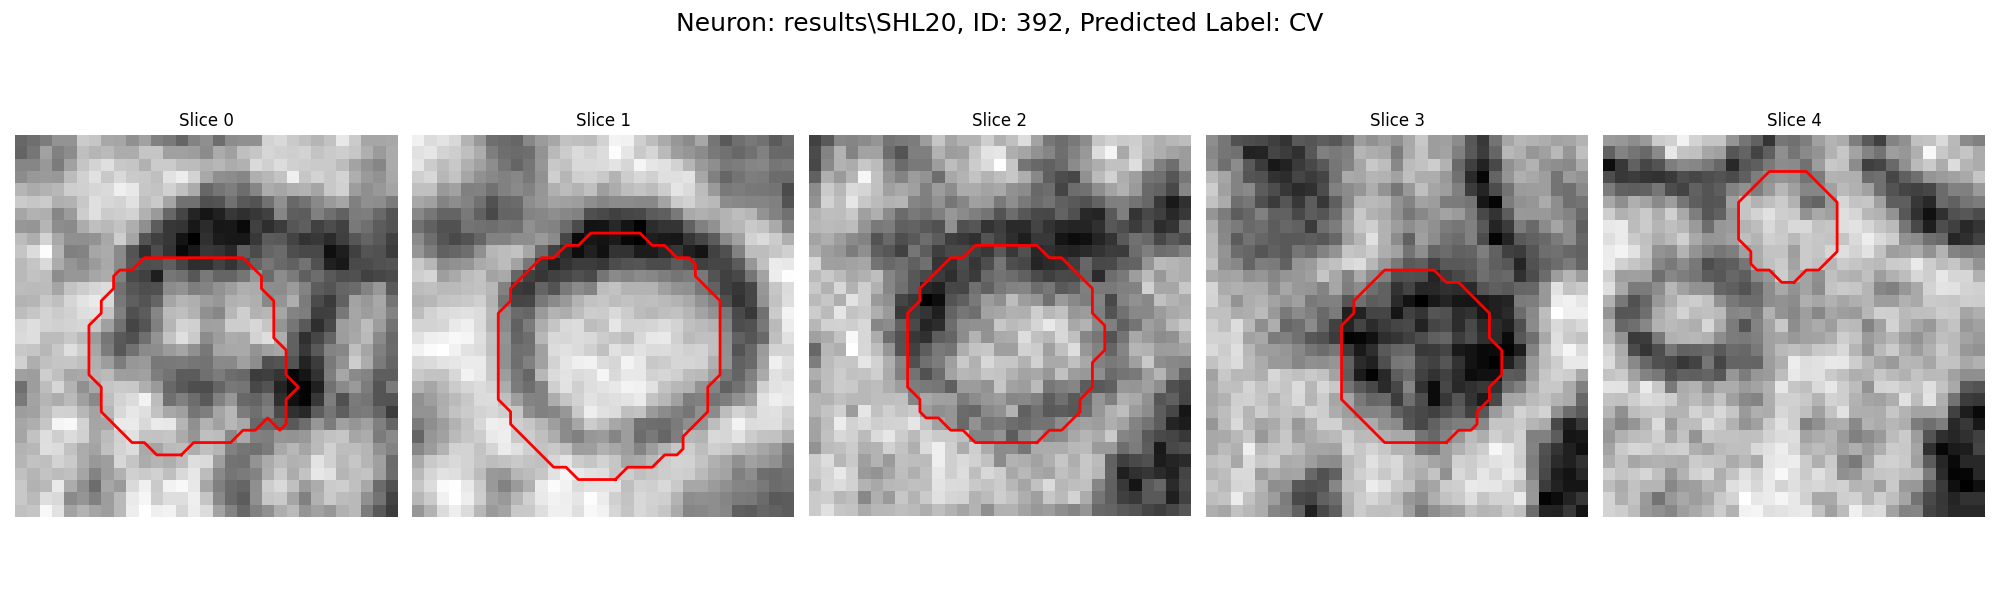 Neuron: results\SHL20, ID: 392, Predicted Label: CV
Slice 0
Slice 1
Slice 2
Slice 3
Slice 4